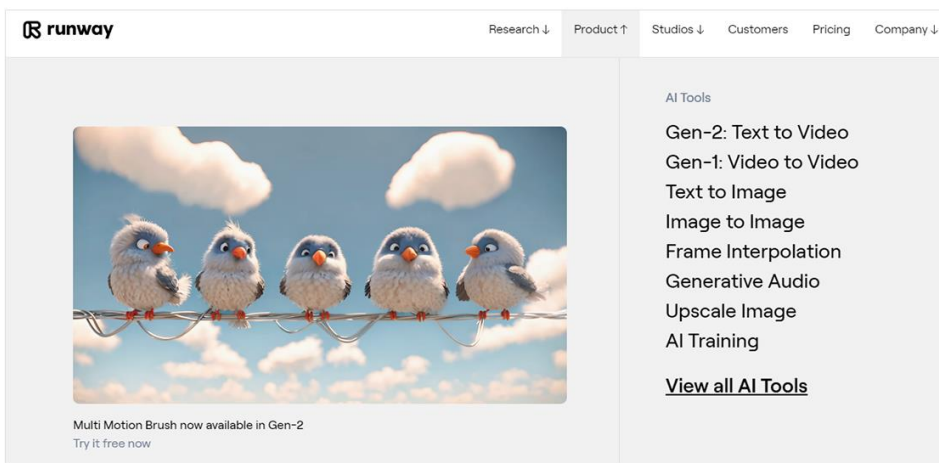 runway
Research ↓ Product ↑ Studios ↓ Customers Pricing Company ↓
AI Tools
Gen-2: Text to Video
Gen-1: Video to Video
Text to Image
Image to Image
Frame Interpolation
Generative Audio
Upscale Image
AI Training
View all AI Tools
Multi Motion Brush now available in Gen-2
Try it free now